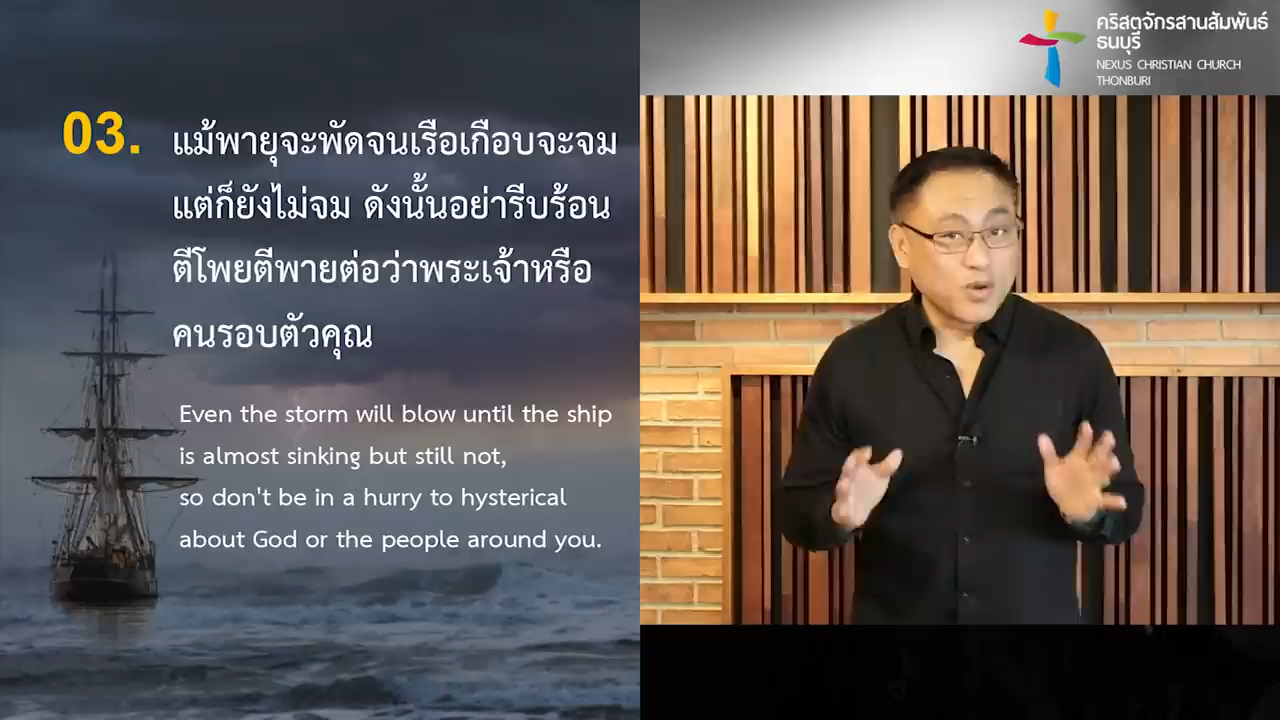 03.
แม้พายุจะพัดจนเรือเกือบจะจม
แต่ก็ยังไม่จม ดังนั้นอย่ารีบร้อน
ตีโพยตีพายต่อว่าพระเจ้าหรือ
คนรอบตัวคุณ
Even the storm will blow until the ship
is almost sinking but still not,
so don't be in a hurry to hysterical
about God or the people around you.
คริสตจักรสานสัมพันธ์
ธนบุรี
NEXUS CHRISTIAN CHURCH
THONBURI